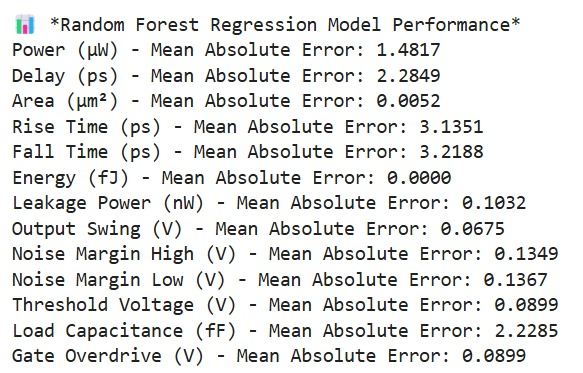 📊 *Random Forest Regression Model Performance*
Power (μW) - Mean Absolute Error: 1.4817
Delay (ps) - Mean Absolute Error: 2.2849
Area (μm²) - Mean Absolute Error: 0.0052
Rise Time (ps) - Mean Absolute Error: 3.1351
Fall Time (ps) - Mean Absolute Error: 3.2188
Energy (fJ) - Mean Absolute Error: 0.0000
Leakage Power (nW) - Mean Absolute Error: 0.1032
Output Swing (V) - Mean Absolute Error: 0.0675
Noise Margin High (V) - Mean Absolute Error: 0.1349
Noise Margin Low (V) - Mean Absolute Error: 0.1367
Threshold Voltage (V) - Mean Absolute Error: 0.0899
Load Capacitance (fF) - Mean Absolute Error: 2.2285
Gate Overdrive (V) - Mean Absolute Error: 0.0899